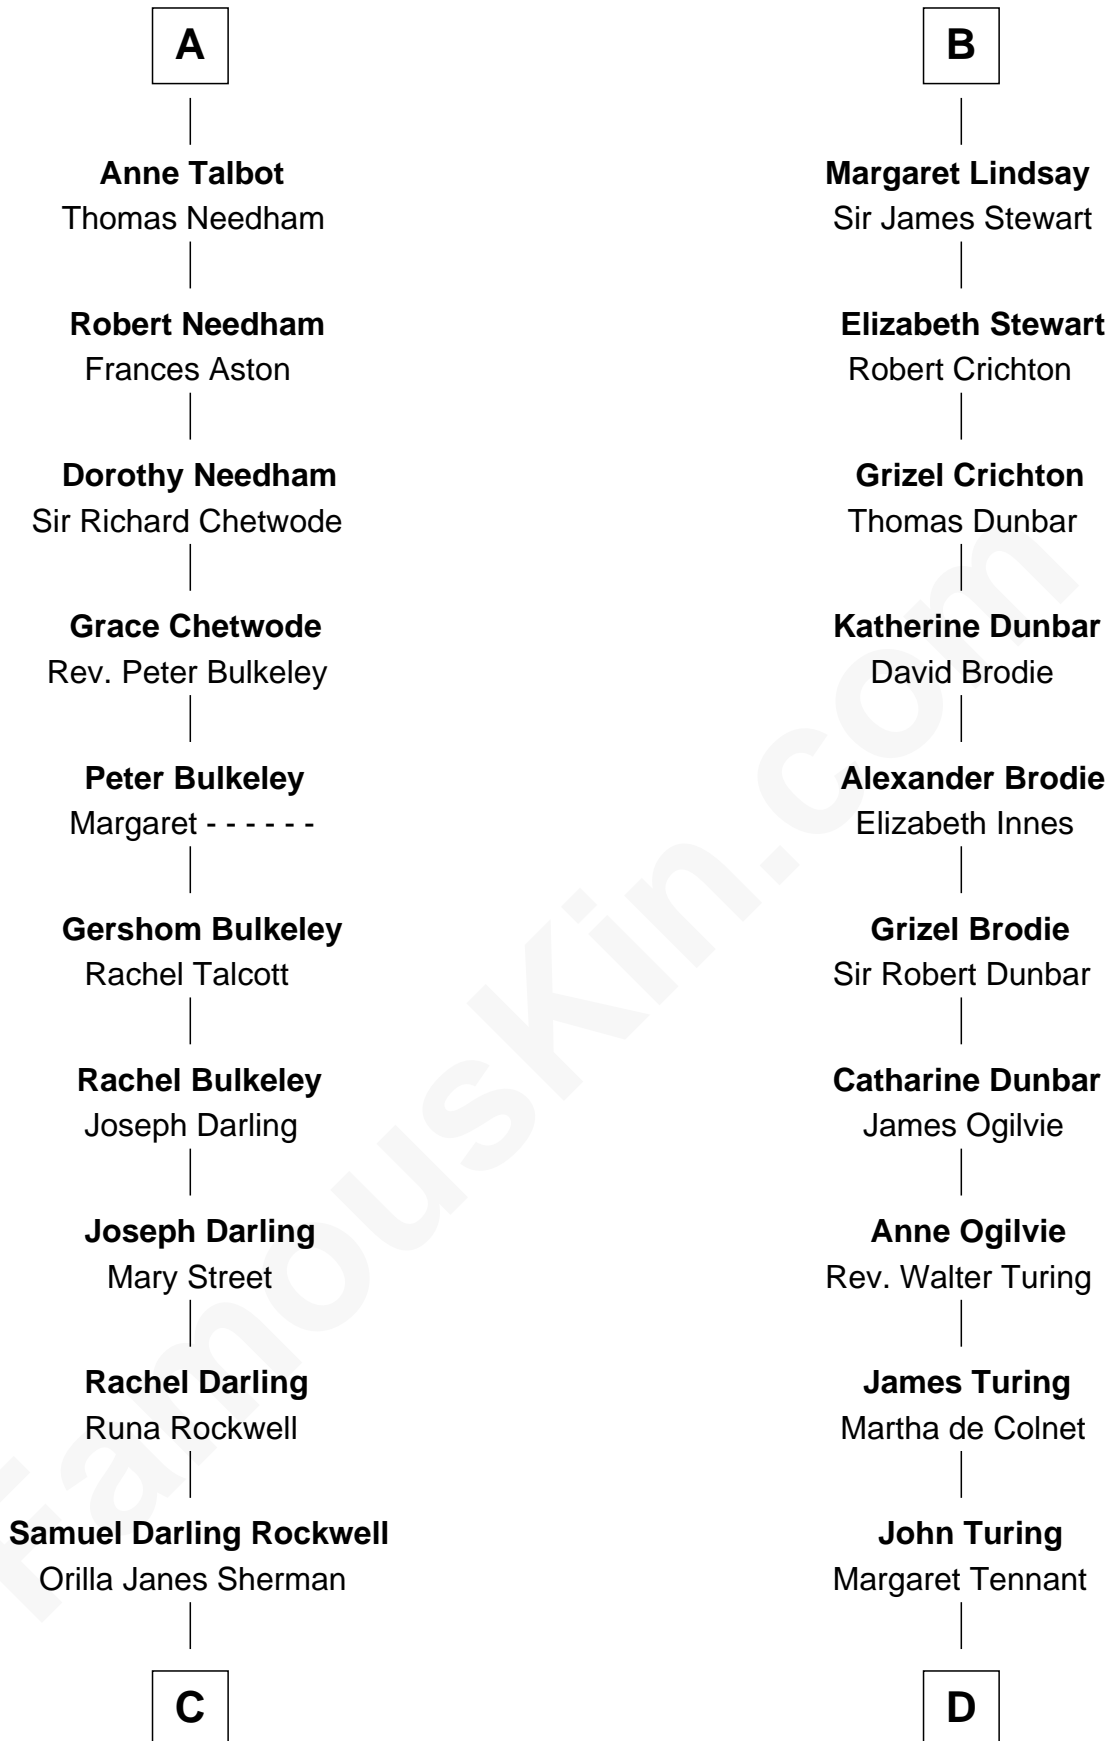 A
Anne Talbot
Thomas Needham
Robert Needham
Frances Aston
Dorothy Needham
Sir Richard Chetwode
Grace Chetwode
Rev. Peter Bulkeley
Peter Bulkeley
Margaret - - - - - -
Gershom Bulkeley
Rachel Talcott
Rachel Bulkeley
Joseph Darling
Joseph Darling
Mary Street
Rachel Darling
Runa Rockwell
Samuel Darling Rockwell
Orilla Janes Sherman
C
B
Margaret Lindsay
Sir James Stewart
Elizabeth Stewart
Robert Crichton
Grizel Crichton
Thomas Dunbar
Katherine Dunbar
David Brodie
Alexander Brodie
Elizabeth Innes
Grizel Brodie
Sir Robert Dunbar
Catharine Dunbar
James Ogilvie
Anne Ogilvie
Rev. Walter Turing
James Turing
Martha de Colnet
John Turing
Margaret Tennant
D
FamousKin.com